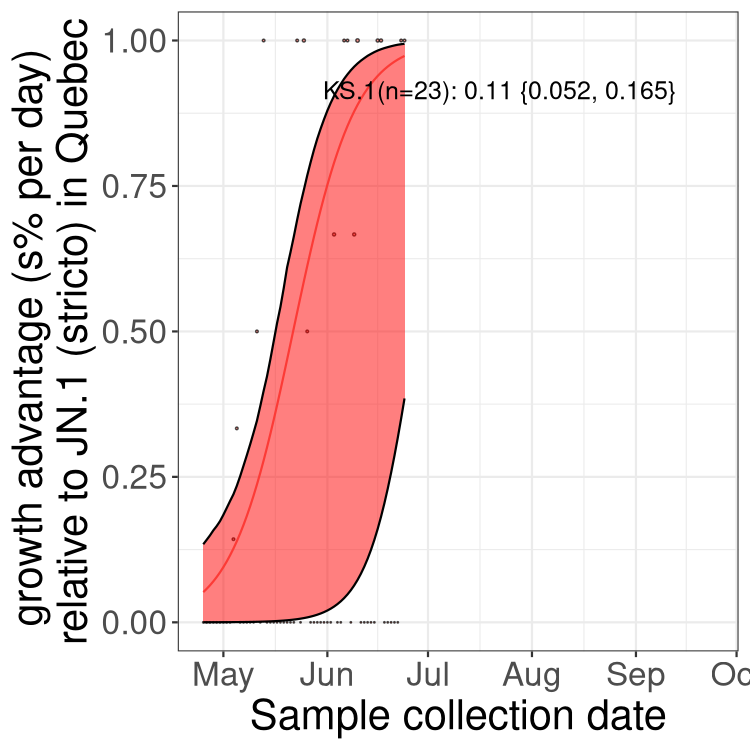 growth advantage (s% per day)
relative to JN.1 (stricto) in Quebec
1.00
0.75
0.50
0.25
0.00
KS.1(n=23): 0.11 {0.052, 0.165}
May Jun Jul Aug Sep Oc
Sample collection date